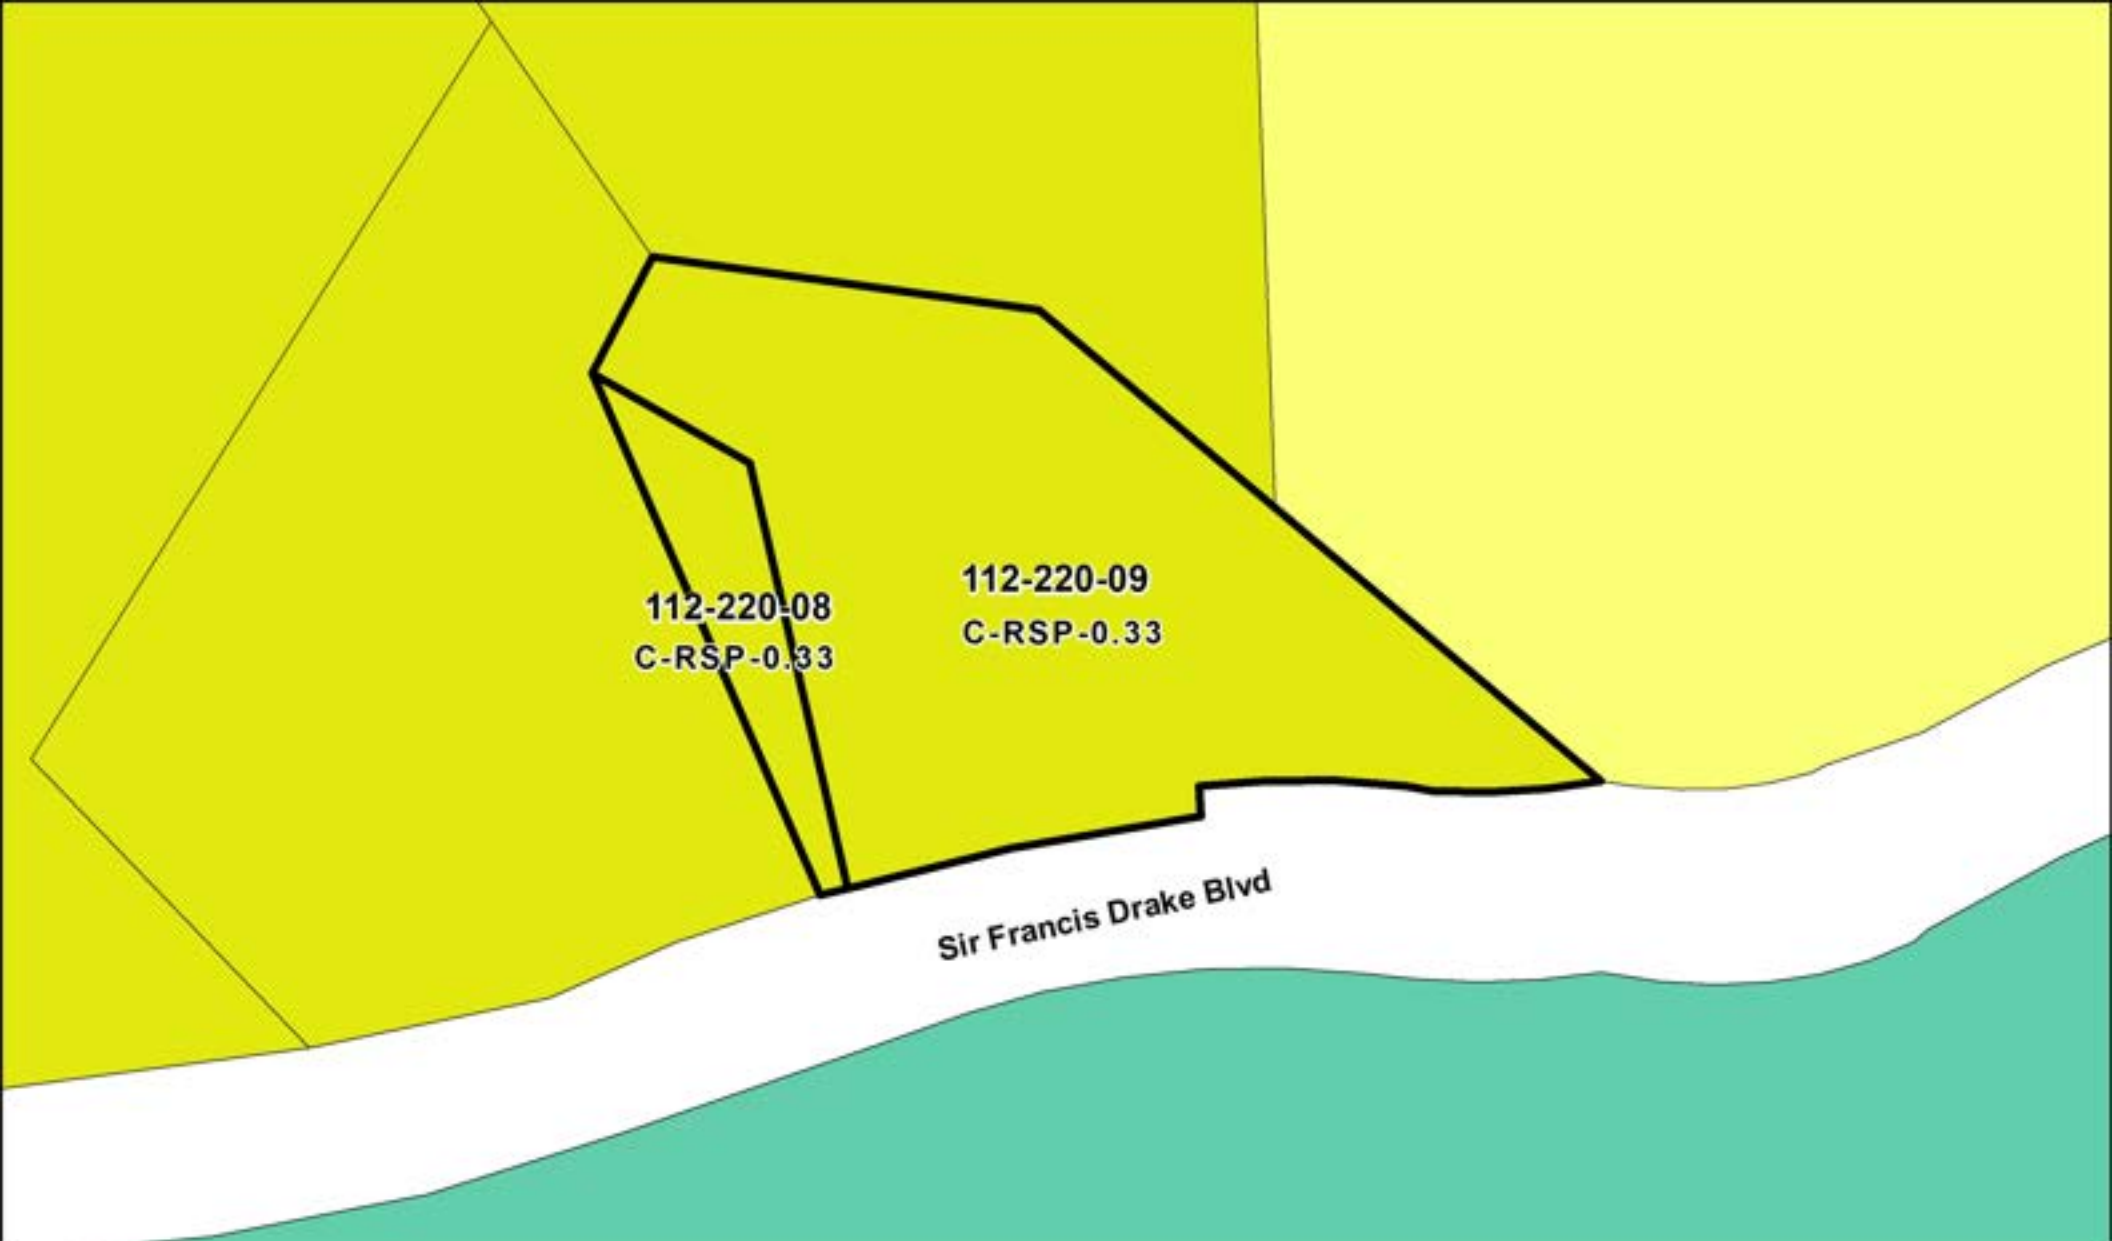 112-220-09
C-RSP-0.33
112-220-08
C-RSP-0.33
Sir Francis Drake Blvd